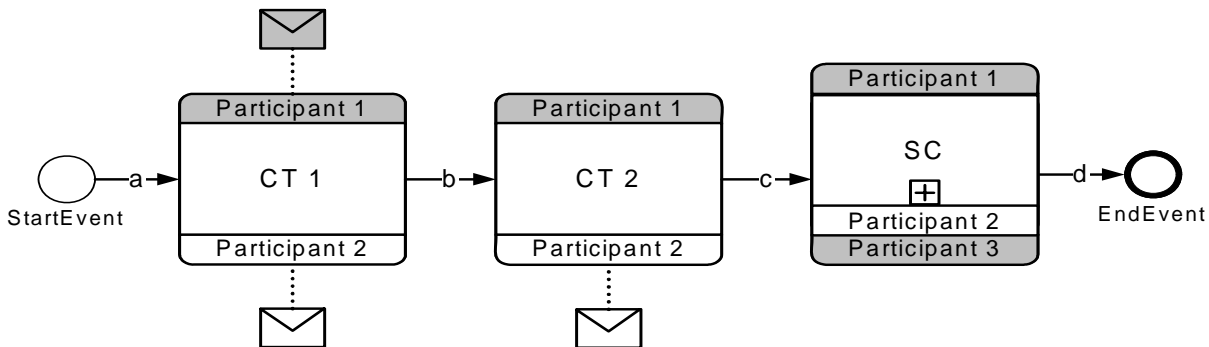 Participant 1
CT 1
Participant 2
Participant 1
CT 2
Participant 2
Participant 1
SC
Participant 2
Participant 3
StartEvent
a
b
c
d
EndEvent